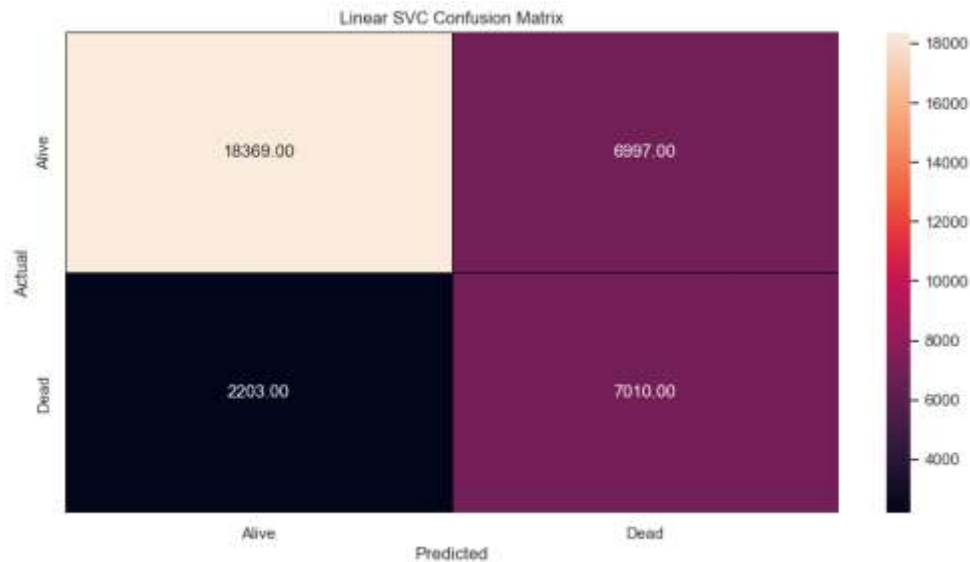 Linear SVC Confusion Matrix
18000
16000
14000
12000
10000
8000
6000
4000
Actual
Alive
Dead
18369.00 6997.00
2203.00 7010.00
Alive Dead
Predicted